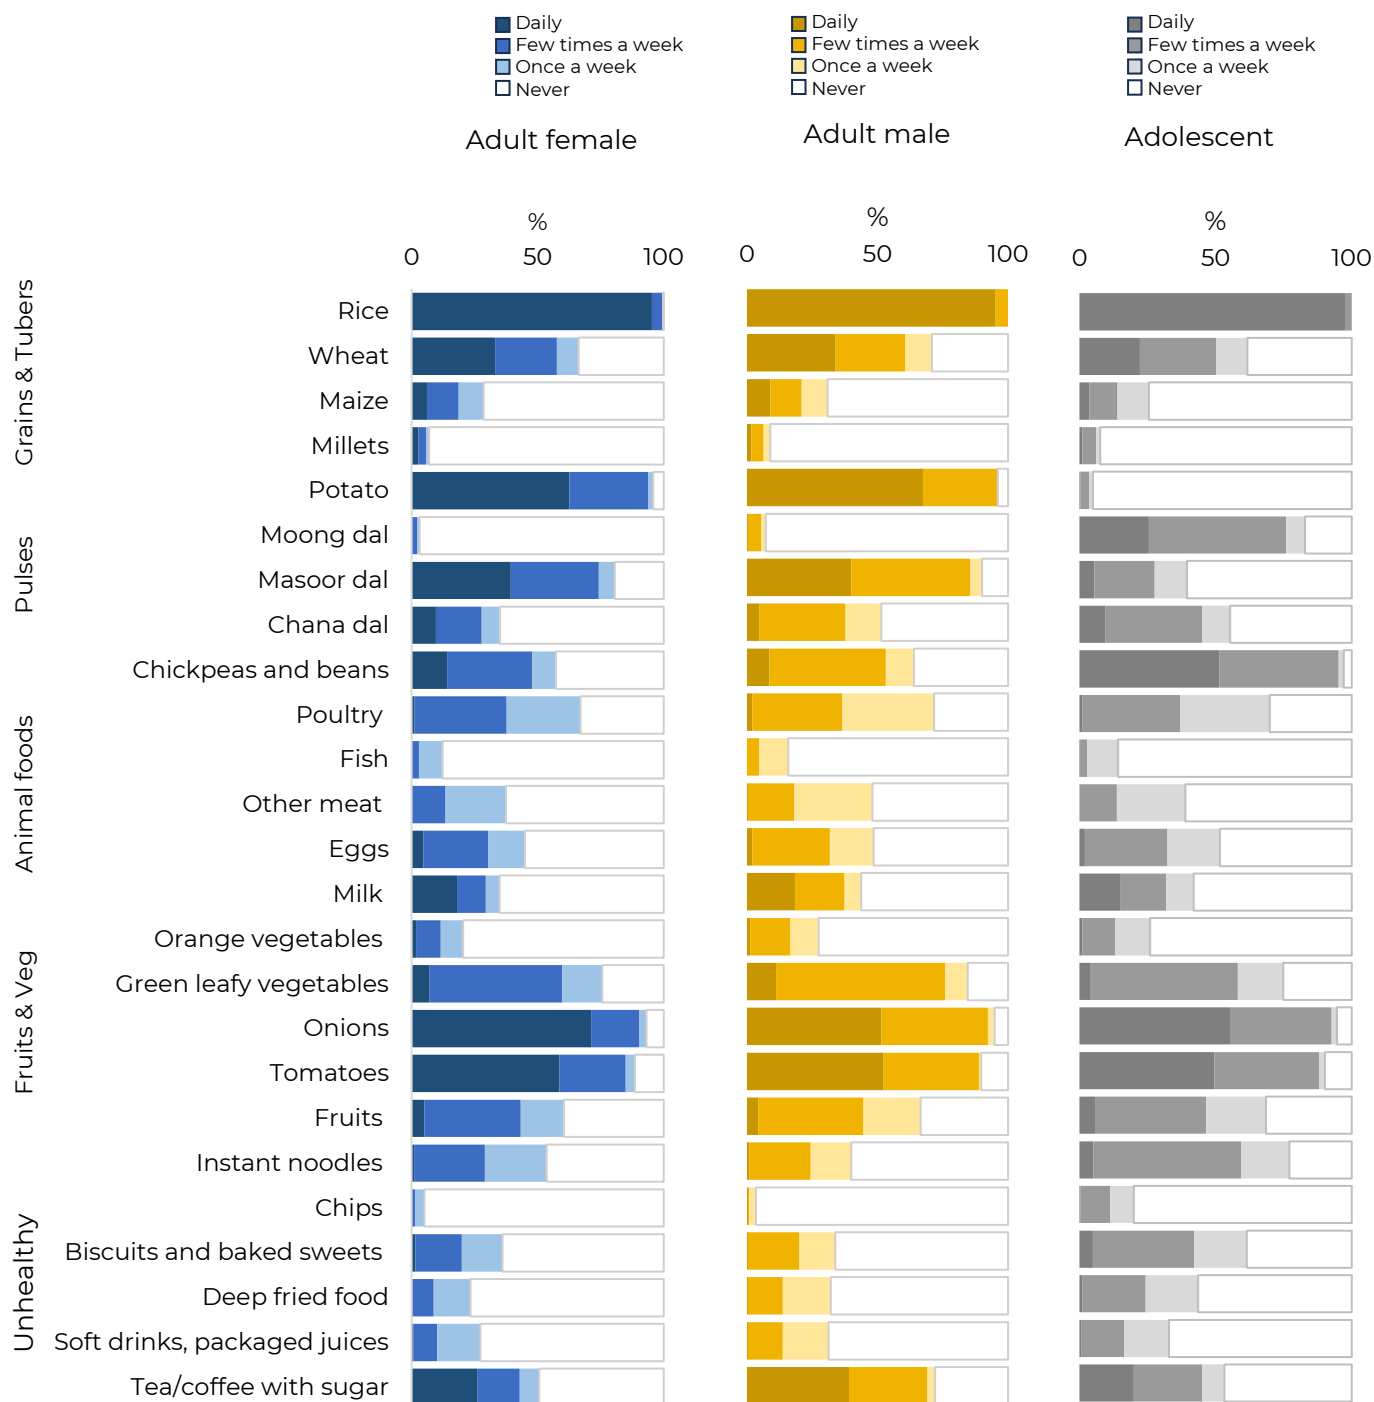 Daily
Few times a week
Once a week
Never
Adult female
Daily
Few times a week
Once a week
Never
Adult male
Daily
Few times a week
Once a week
Never
Adolescent
%
0 50 100
%
0 50 100
%
0 50 100
Grains & Tubers
Rice
Wheat
Maize
Millets
Potato
Pulses
Moong dal
Masoor dal
Chana dal
Chickpeas and beans
Animal foods
Poultry
Fish
Other meat
Eggs
Milk
Fruits & Veg
Orange vegetables
Green leafy vegetables
Onions
Tomatoes
Fruits
Unhealthy
Instant noodles
Chips
Biscuits and baked sweets
Deep fried food
Soft drinks, packaged juices
Tea/coffee with sugar